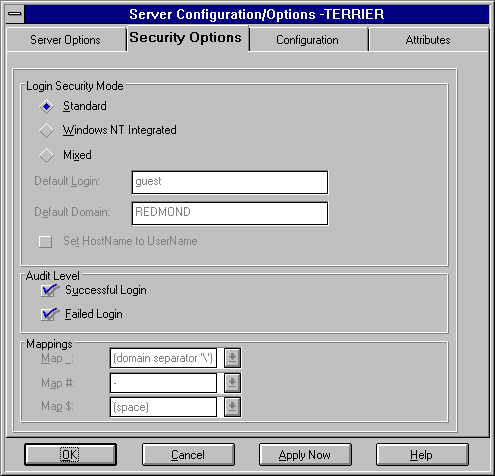 Server Configuration/Options -TERRIER
Server Options Security Options Configuration Attributes
Login Security Mode
Standard
Windows NT Integrated
Mixed
Default Login: guest
Default Domain: REDMOND
Set HostName to UserName
Audit Level
Successful Login
Failed Login
Mappings
Map _: (domain separator '\')
Map #: -
Map $: (space)
OK Cancel Apply Now Help